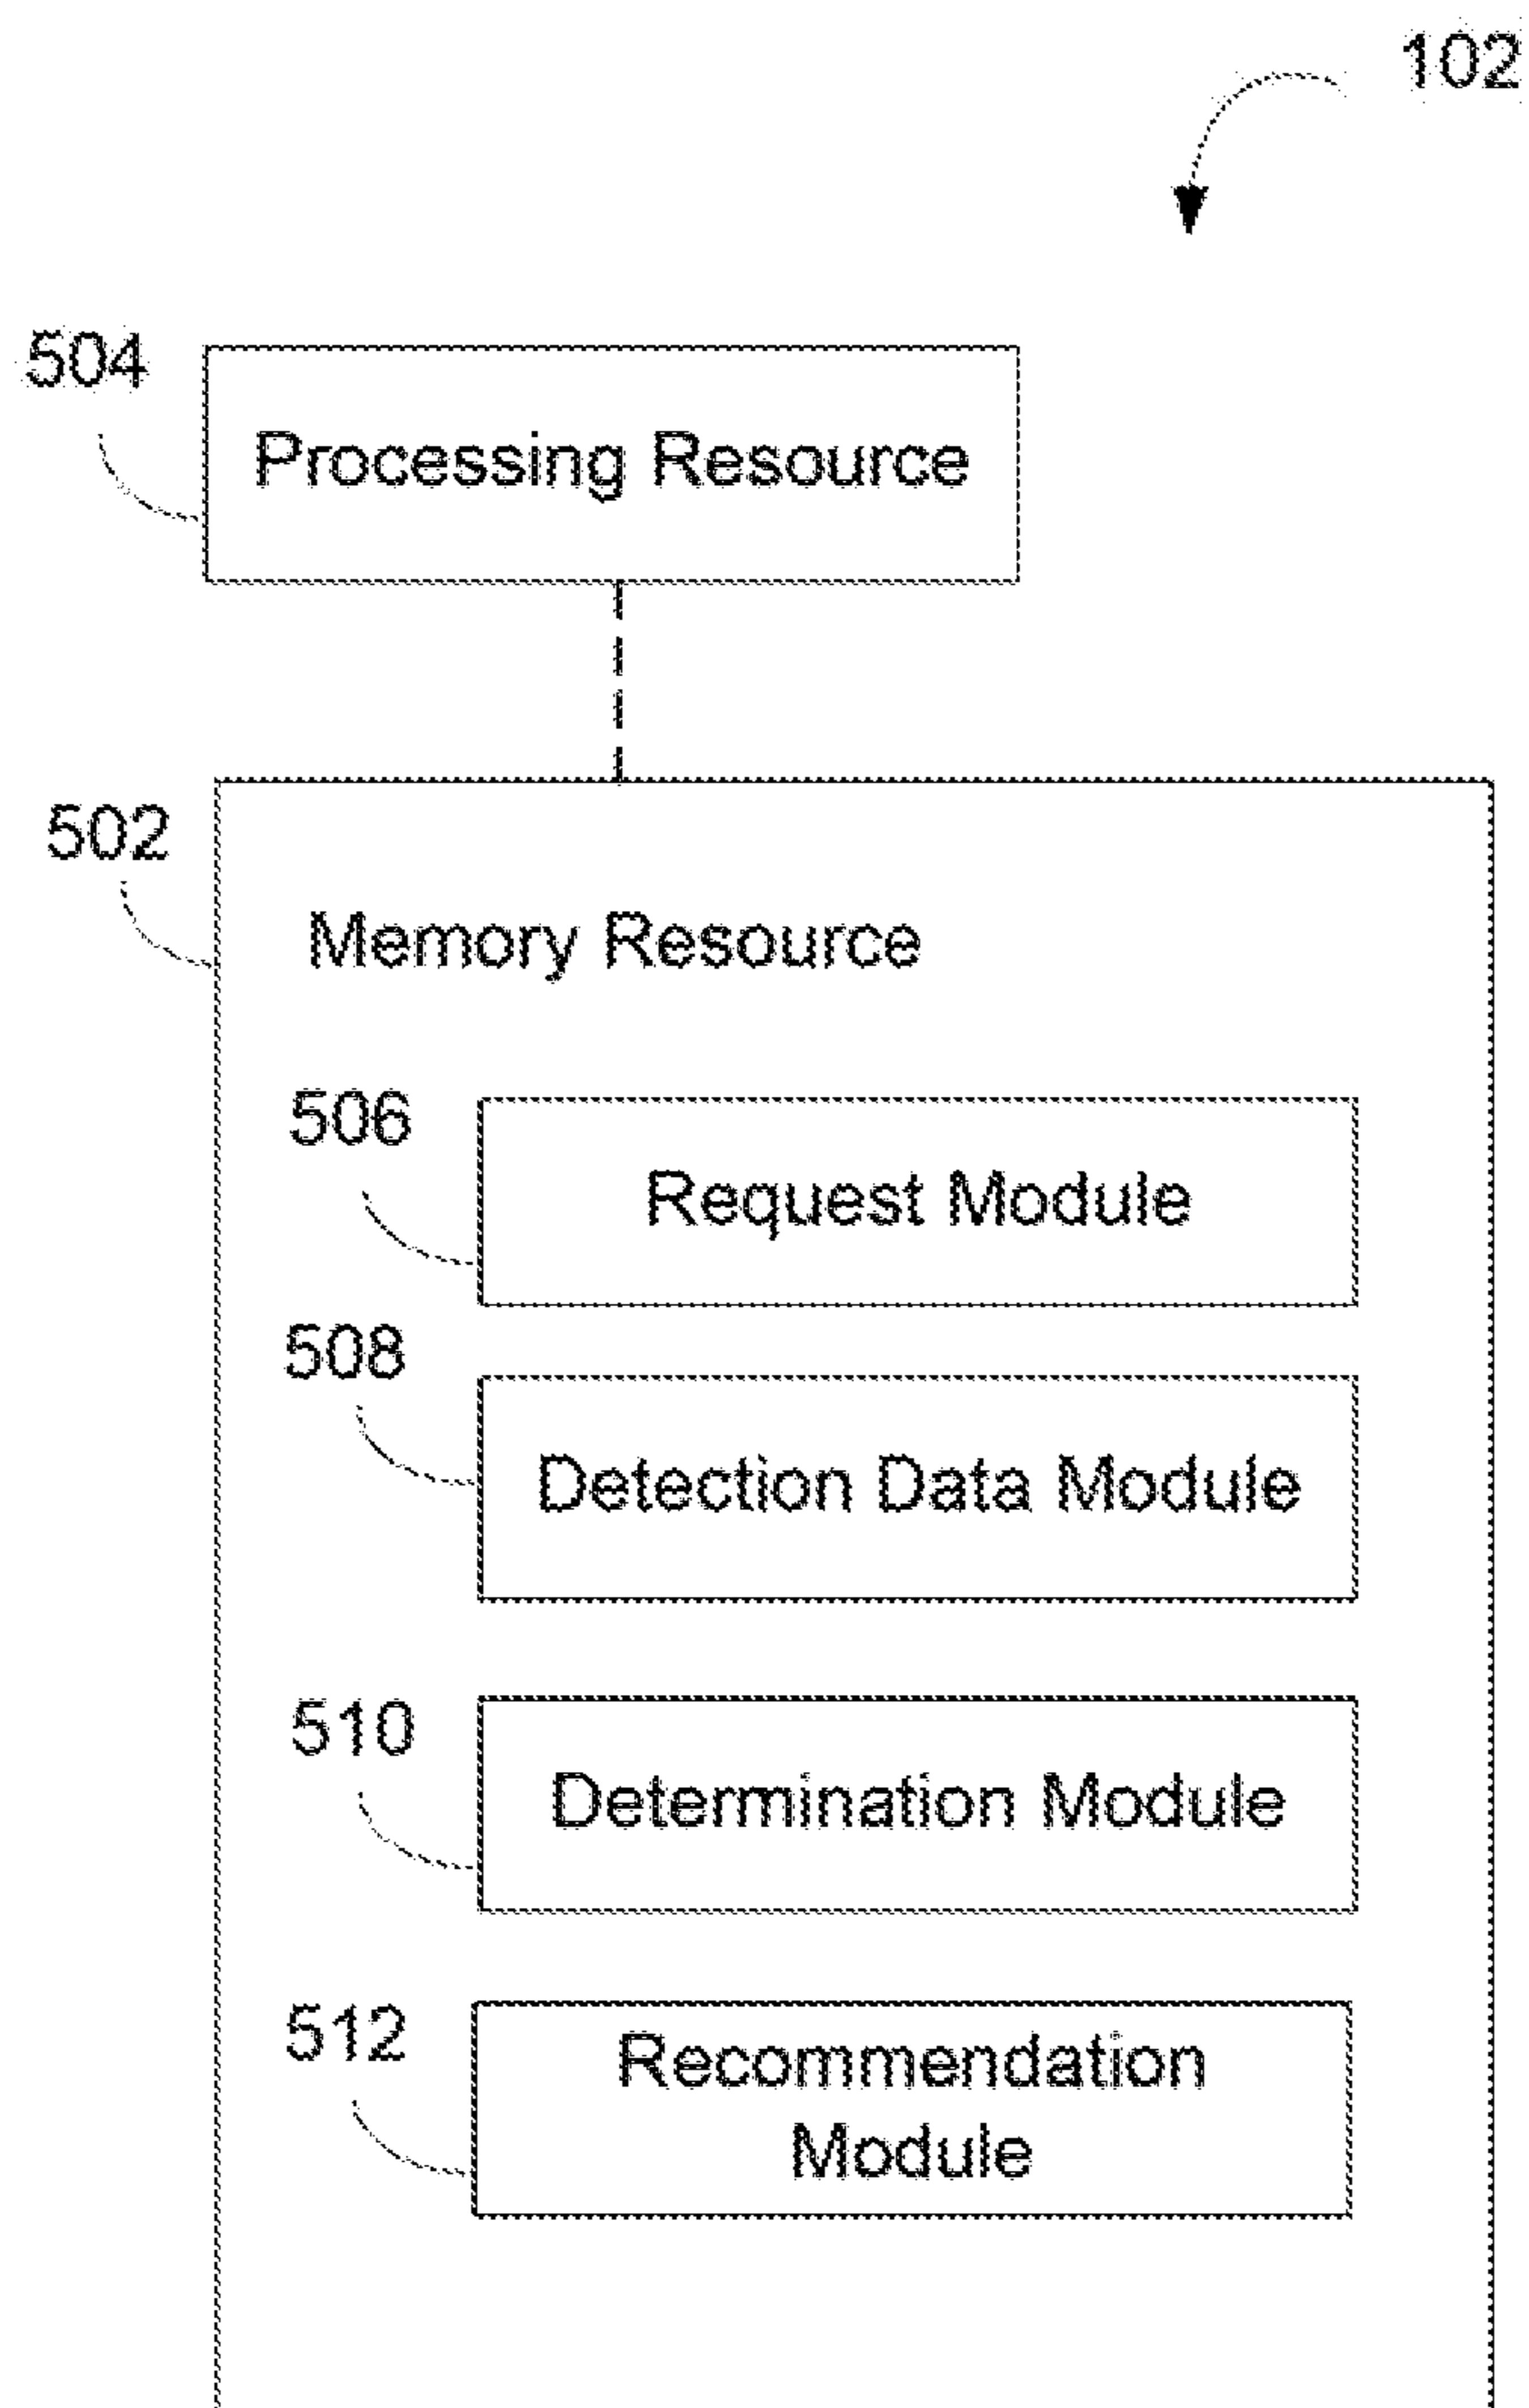 102
504
Processing Resource
502
Memory Resource
506
Request Module
508
Detection Data Module
510
Determination Module
512
Recommendation
Module